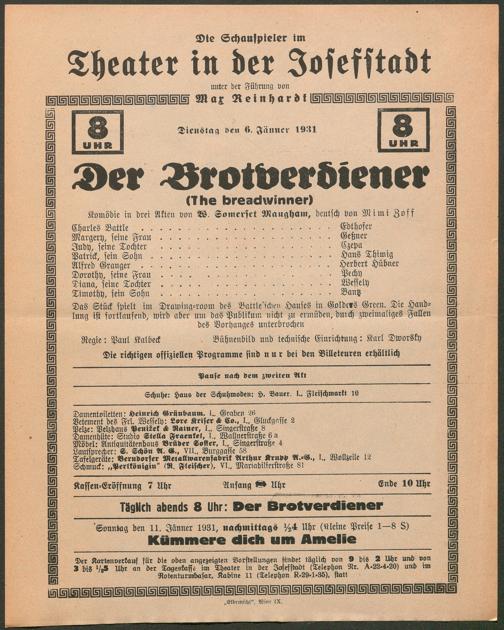 Die Schauspieler im
Theater in der Josefstadt
unter der Führung von
Max Reinhardt
8 UHR
Dienstag den 6. Jänner 1931
8 UHR
Der Brotverdiener
(The breadwinner)
Komödie in drei Akten von W. Somerset Maugham, deutsch von Mimi Zoff
Charles Battle . . . . . . . . . . . . . . . Edthofer
Margery, seine Frau . . . . . . . . . . . . . . . Geßner
Judy, seine Tochter . . . . . . . . . . . . . . . Czepa
Patrick, sein Sohn . . . . . . . . . . . . . . . Hans Thimig
Alfred Granger . . . . . . . . . . . . . . . Herbert Hübner
Dorothy, seine Frau . . . . . . . . . . . . . . . Pechy
Diana, seine Tochter . . . . . . . . . . . . . . . Wessely
Timothy, sein Sohn . . . . . . . . . . . . . . . Banz
Das Stück spielt im Drawing-room des Battle'schen Hauses in Golders Green. Die Hand-
lung ist fortlaufend, wird aber um das Publikum nicht zu ermüden, durch zweimaliges Fallen
des Vorhanges unterbrochen
Regie: Paul Kalbeck Bühnenbild und technische Einrichtung: Karl Dworsky
Die richtigen offiziellen Programme sind nur bei den Billeteuren erhältlich
Pause nach dem zweiten Akt
Schuhe: Haus der Schuhmoden: H. Bauer, I., Fleischmarkt 10
Damentoiletten: Heinrich Grünbaum, I., Graben 26
Betement des Frl. Wessely: Lore Kriser & Co., I., Gluckgasse 2
Pelze: Pelzhaus Penizek & Rainer, I., Singerstraße 8
Damenhüte: Studio Stella Fraenkel, I., Wallnerstraße 6 a
Möbel: Antiquitätenhaus Brüder Soffer, I., Singerstraße 4
Lautsprecher: E. Schön A. G., VII., Burggasse 58
Tafelgeräte: Berndorfer Metallwarenfabrik Arthur Krupp A.-G., I., Wollzeile 12
Schmuck: „Perlkönigin" (R. Fleischer), VI., Mariahilferstraße 81
Kassen-Eröffnung 7 Uhr Anfang Uhr Ende 10 Uhr
Täglich abends 8 Uhr: Der Brotverdiener
Sonntag den 11. Jänner 1931, nachmittags ½4 Uhr (kleine Preise 1—8 S)
Kümmere dich um Amelie
Der Kartenverkauf für die oben angezeigten Vorstellungen findet täglich von 9 bis 2 Uhr und von
3 bis ½5 Uhr an der Tageskasse im Theater in der Josefstadt (Telephon Nr. A-22-4-20) und im
Rotenturmbasar, Kabine 11 (Telephon R-29-1-35), statt
„Elbemühl", Wien IX.